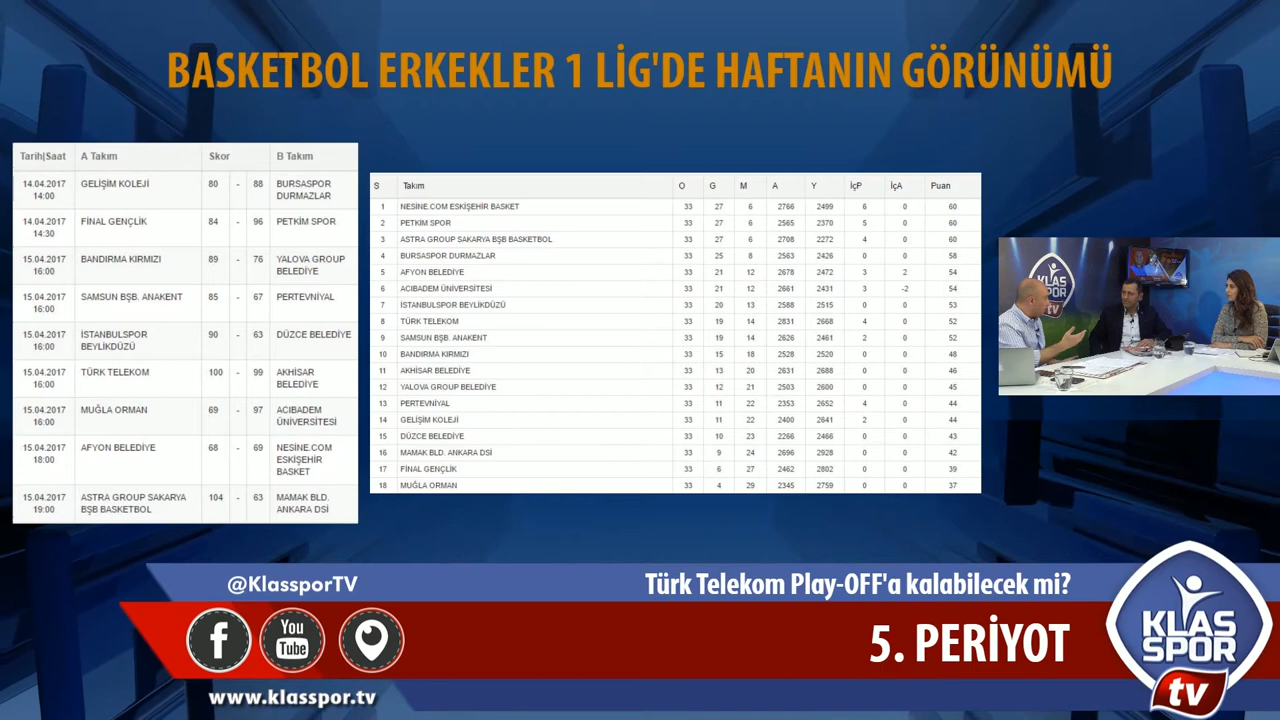 BASKETBOL ERKEKLER 1 LİG'DE HAFTANIN GÖRÜNÜMÜ
Tarih|Saat A Takım Skor B Takım
14.04.2017 14:00 GELİŞİM KOLEJİ 80 - 88 BURSASPOR DURMAZLAR
14.04.2017 14:30 FİNAL GENÇLİK 84 - 96 PETKİM SPOR
15.04.2017 16:00 BANDIRMA KIRMIZI 89 - 76 YALOVA GROUP BELEDİYE
15.04.2017 16:00 SAMSUN BŞB. ANAKENT 85 - 67 PERTEVNİYAL
15.04.2017 16:00 İSTANBULSPOR BEYLİKDÜZÜ 90 - 63 DÜZCE BELEDİYE
15.04.2017 16:00 TÜRK TELEKOM 100 - 99 AKHİSAR BELEDİYE
15.04.2017 16:00 MUĞLA ORMAN 69 - 97 ACIBADEM ÜNİVERSİTESİ
15.04.2017 18:00 AFYON BELEDİYE 68 - 69 NESİNE.COM ESKİŞEHİR BASKET
15.04.2017 19:00 ASTRA GROUP SAKARYA BŞB BASKETBOL 104 - 63 MAMAK BLD. ANKARA DSİ
S Takım O G M A Y İçP İçA Puan
1 NESİNE.COM ESKİŞEHİR BASKET 33 27 6 2766 2499 6 0 60
2 PETKİM SPOR 33 27 6 2565 2370 5 0 60
3 ASTRA GROUP SAKARYA BŞB BASKETBOL 33 27 6 2708 2272 4 0 60
4 BURSASPOR DURMAZLAR 33 25 8 2563 2426 0 0 58
5 AFYON BELEDİYE 33 21 12 2678 2472 3 2 54
6 ACIBADEM ÜNİVERSİTESİ 33 21 12 2661 2431 3 -2 54
7 İSTANBULSPOR BEYLİKDÜZÜ 33 20 13 2588 2515 0 0 53
8 TÜRK TELEKOM 33 19 14 2831 2668 4 0 52
9 SAMSUN BŞB. ANAKENT 33 19 14 2626 2461 2 0 52
10 BANDIRMA KIRMIZI 33 15 18 2528 2520 0 0 48
11 AKHİSAR BELEDİYE 33 13 20 2631 2688 0 0 46
12 YALOVA GROUP BELEDİYE 33 12 21 2503 2600 0 0 45
13 PERTEVNİYAL 33 11 22 2353 2652 4 0 44
14 GELİŞİM KOLEJİ 33 11 22 2400 2641 2 0 44
15 DÜZCE BELEDİYE 33 10 23 2266 2466 0 0 43
16 MAMAK BLD. ANKARA DSİ 33 9 24 2696 2928 0 0 42
17 FİNAL GENÇLİK 33 6 27 2462 2802 0 0 39
18 MUĞLA ORMAN 33 4 29 2345 2759 0 0 37
KLAS
SPOR
tv
@KlassporTV
Türk Telekom Play-OFF'a kalabilecek mi?
You
Tube
5. PERİYOT
www.klasspor.tv
KLAS
SPOR
tv